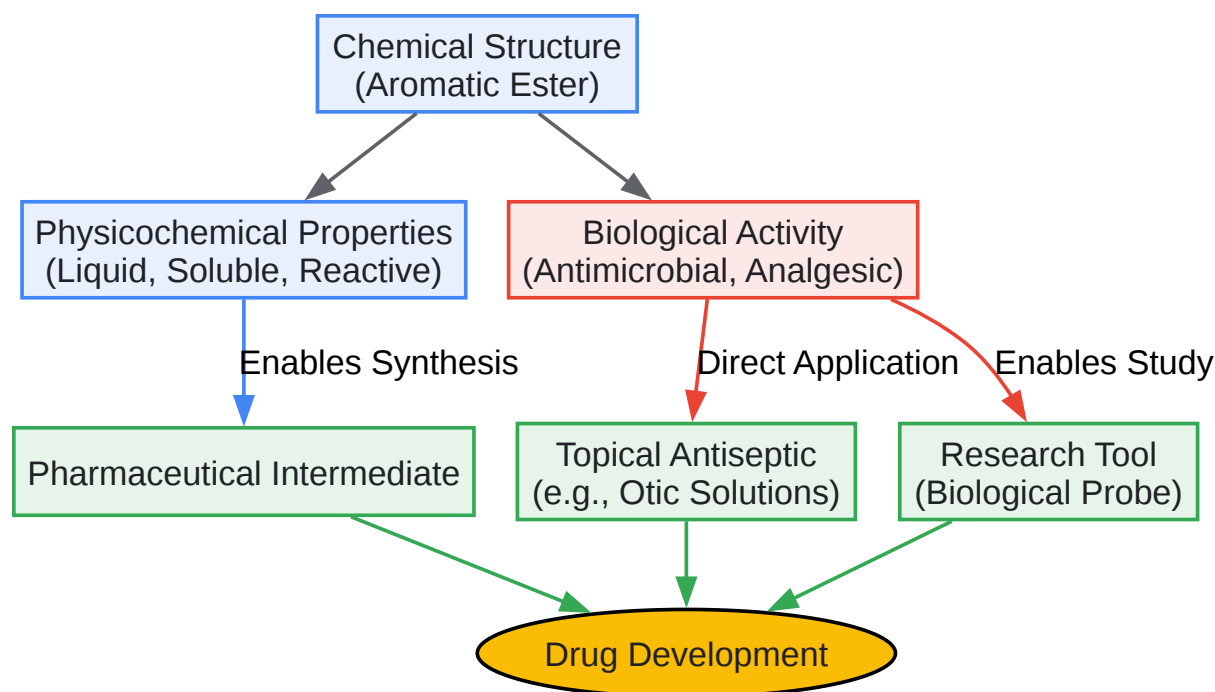 Chemical Structure
(Aromatic Ester)
Physicochemical Properties
(Liquid, Soluble, Reactive)
Biological Activity
(Antimicrobial, Analgesic)
Enables Synthesis
Direct Application
Enables Study
Pharmaceutical Intermediate
Topical Antiseptic
(e.g., Otic Solutions)
Research Tool
(Biological Probe)
Drug Development